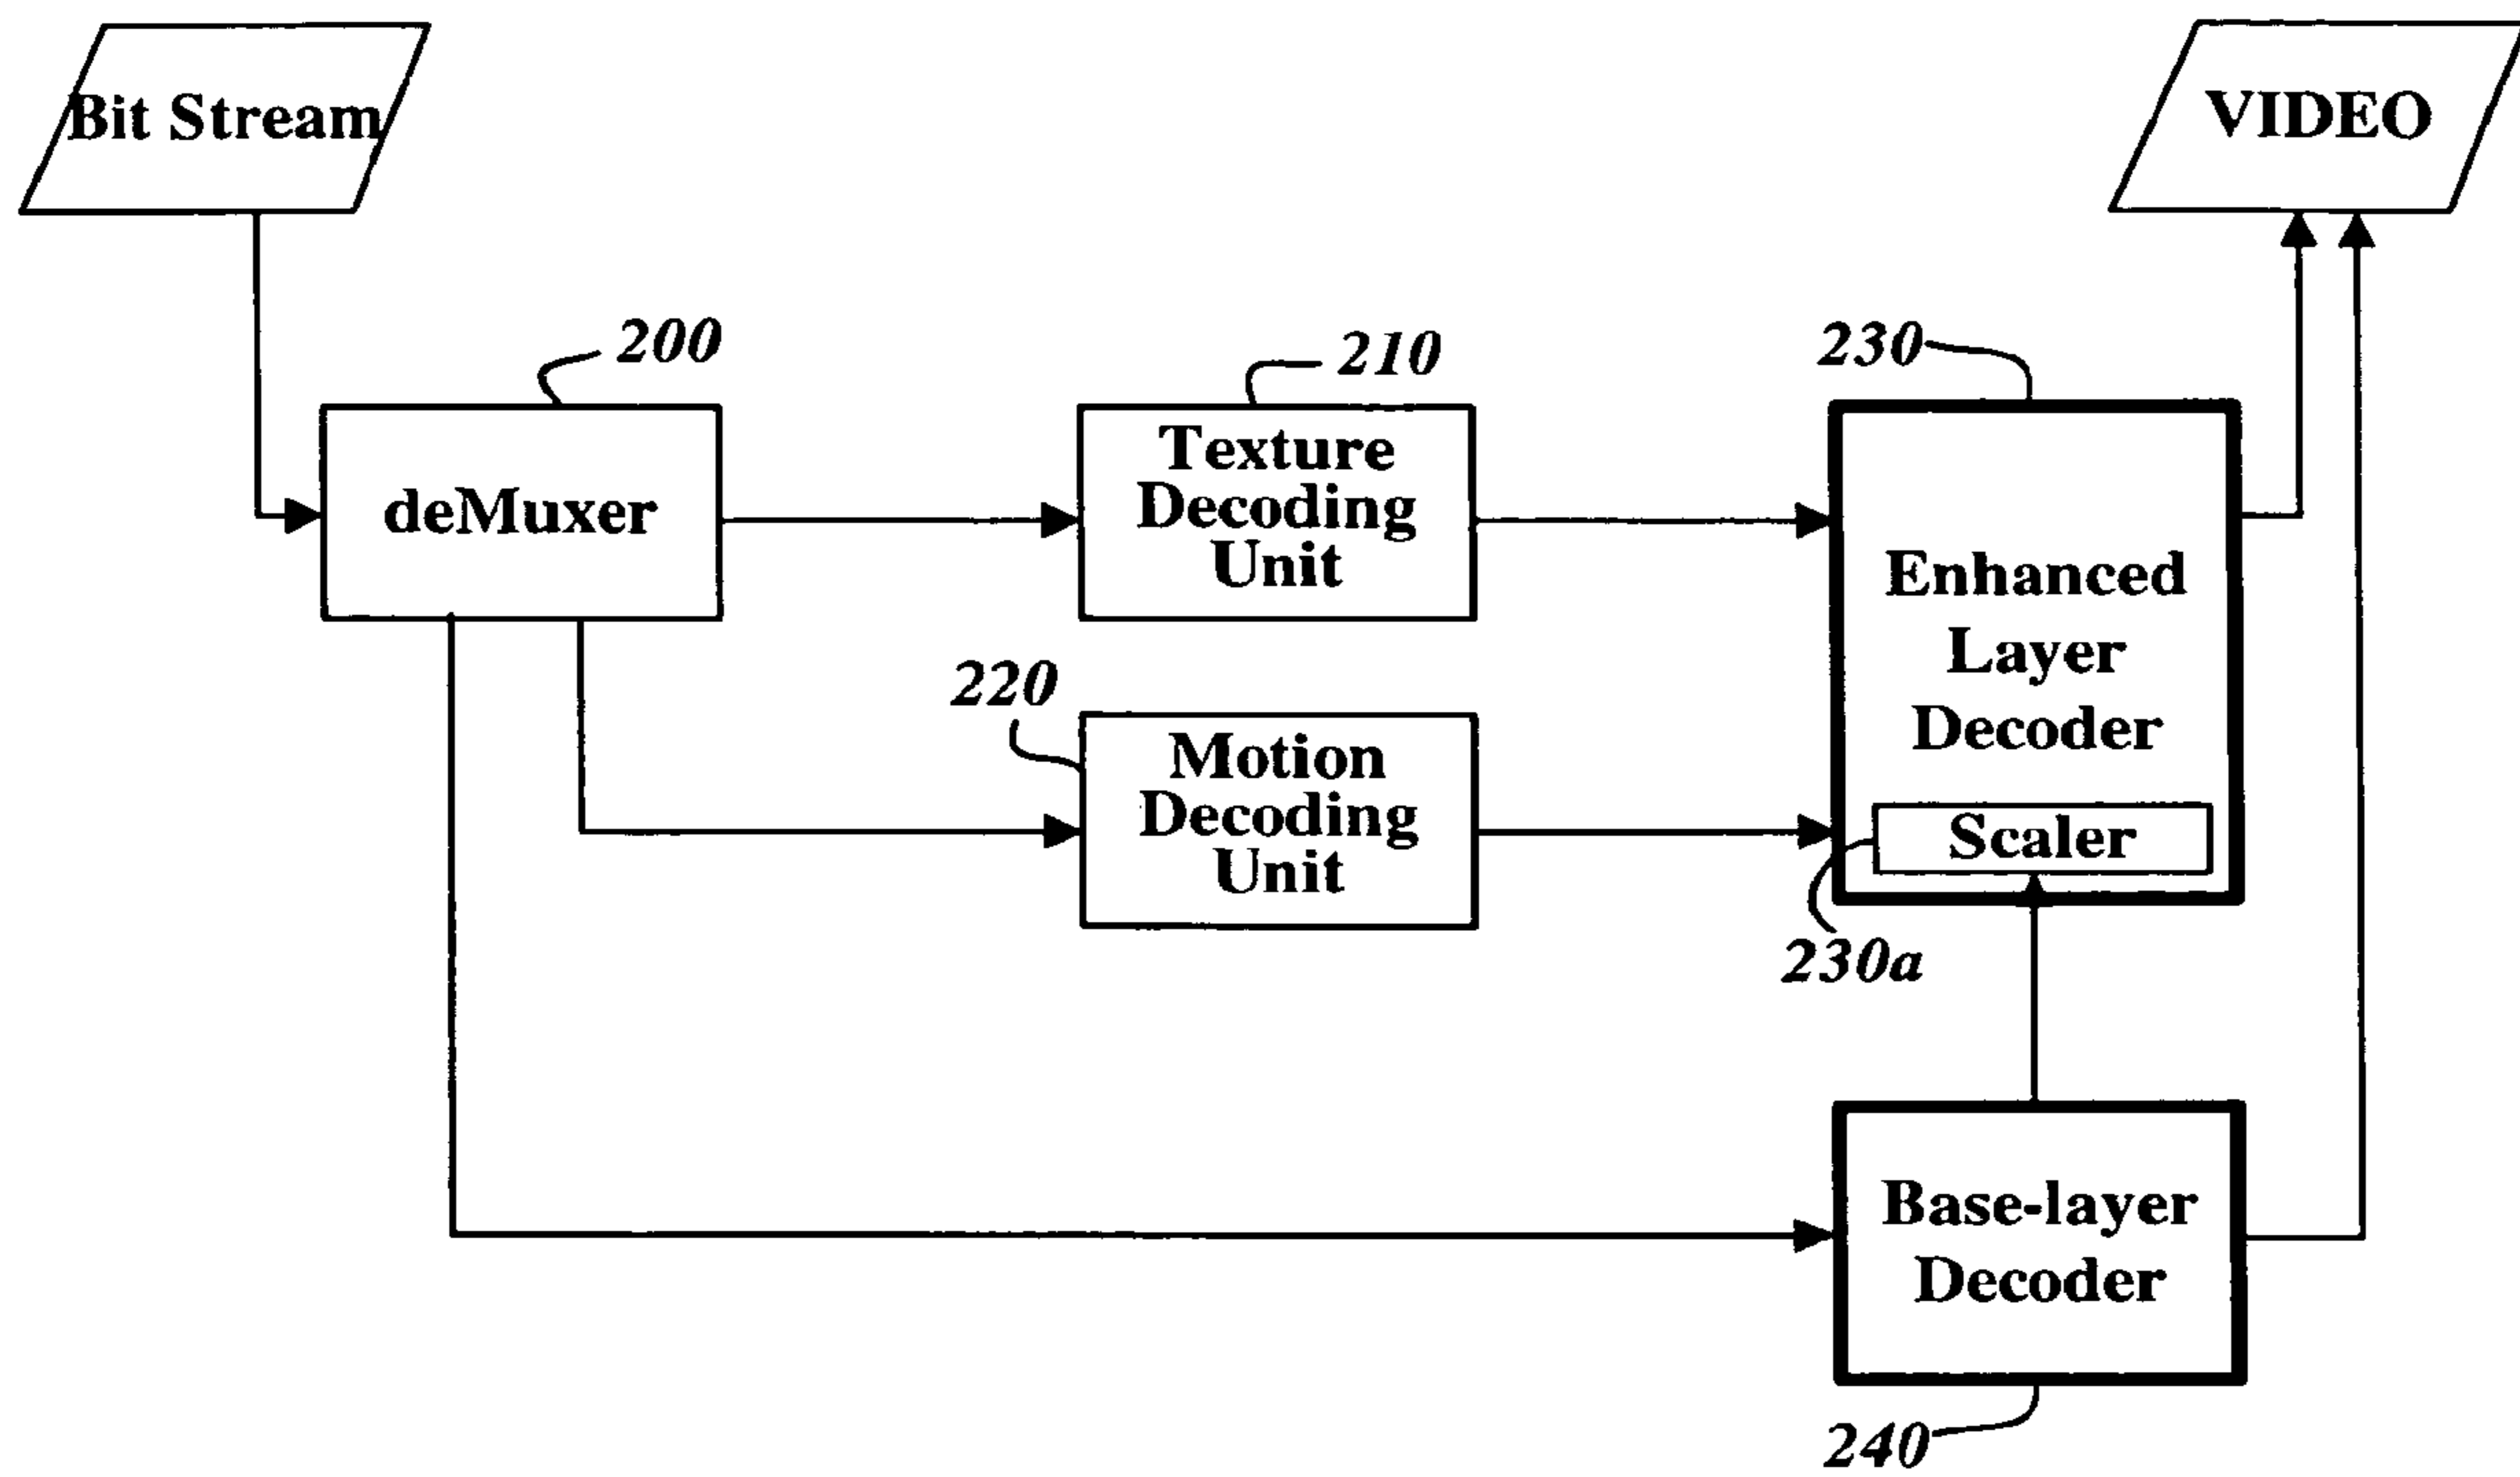 Bit Stream
VIDEO
200
210
230
deMuxer
Texture
Decoding
Unit
Enhanced
Layer
Decoder
220
Motion
Decoding
Unit
Scaler
230a
Base-layer
Decoder
240